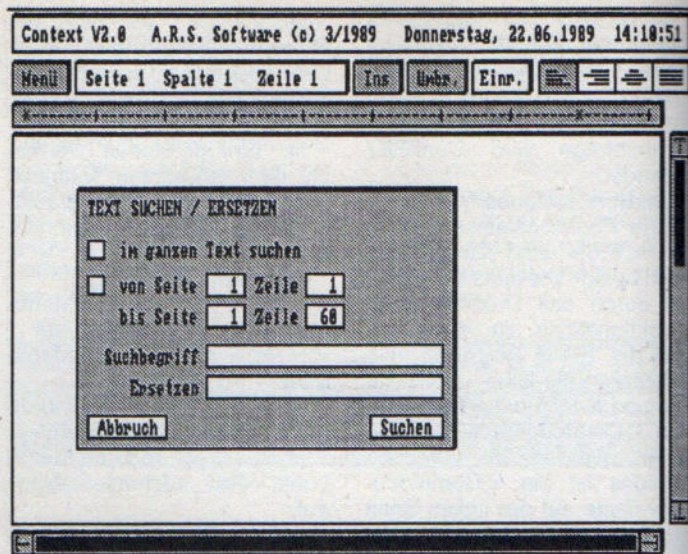 Context V2.0 A.R.S. Software (c) 3/1989 Donnerstag, 22.06.1989 14:10:51
Menü Seite 1 Spalte 1 Zeile 1 Ins Umbr. Einr.
TEXT SUCHEN / ERSETZEN
im ganzen Text suchen
von Seite 1 Zeile 1
bis Seite 1 Zeile 60
Suchbegriff
Ersetzen
Abbruch Suchen